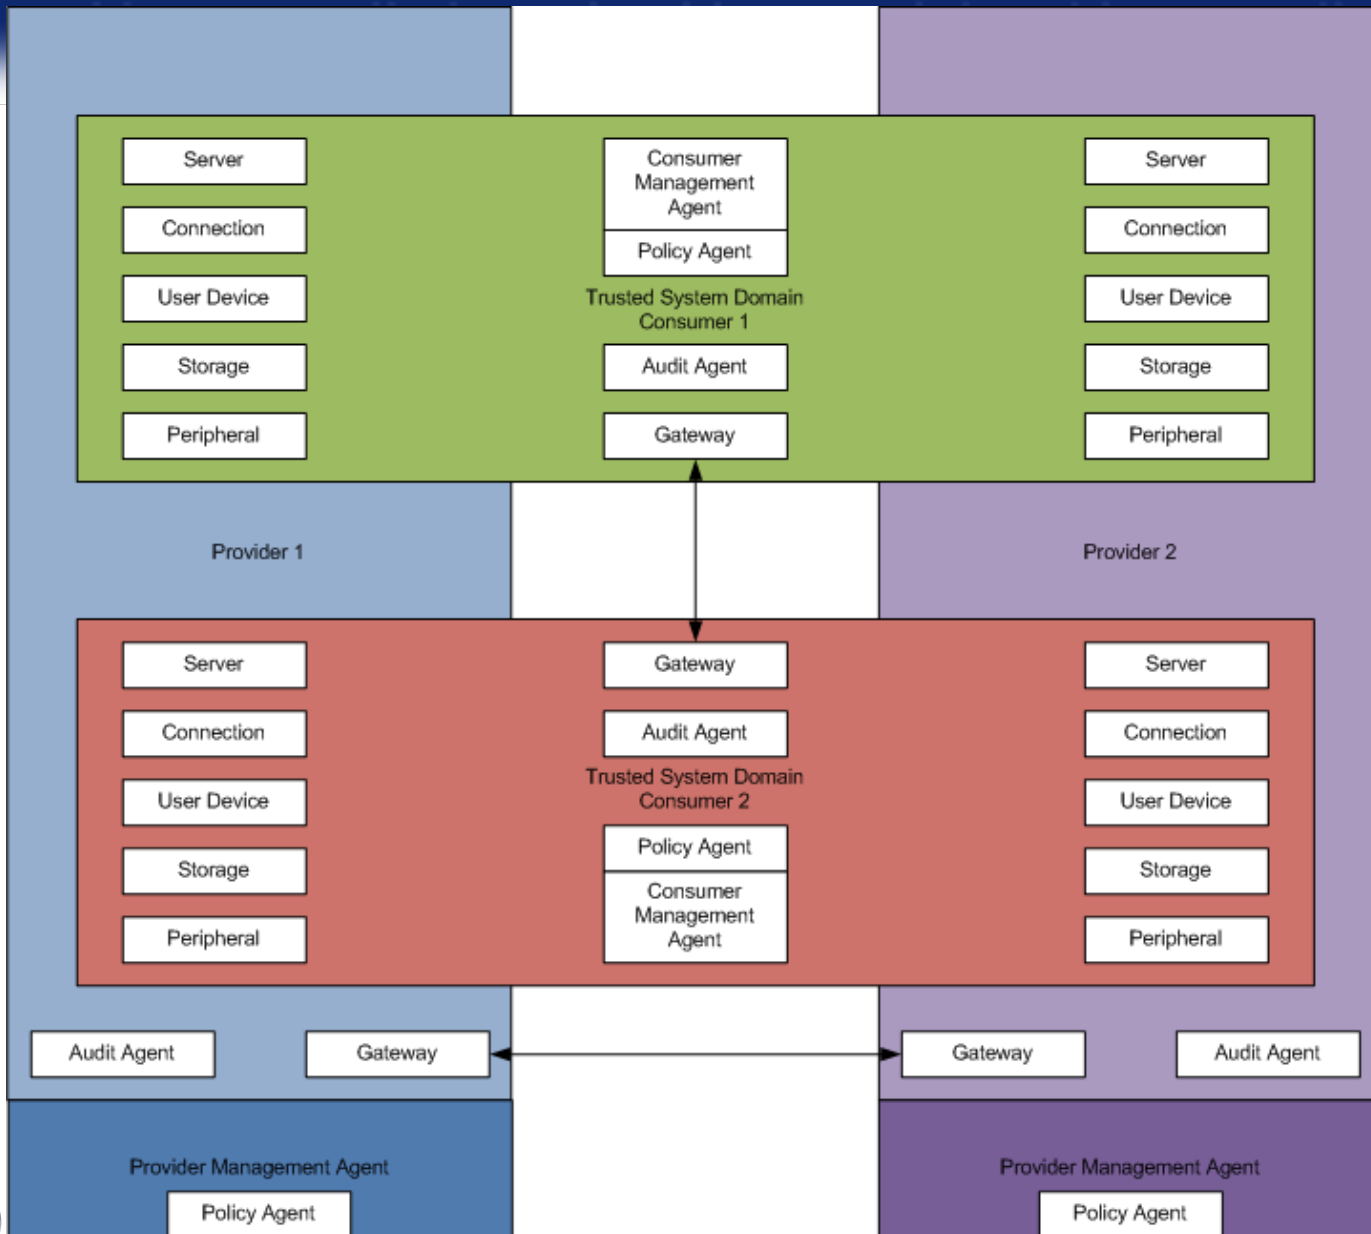 Server
Connection
User Device
Storage
Peripheral
Consumer
Management
Agent
Policy Agent
Trusted System Domain
Consumer 1
Audit Agent
Gateway
Server
Connection
User Device
Storage
Peripheral
Provider 1
Provider 2
Server
Connection
User Device
Storage
Peripheral
Gateway
Audit Agent
Trusted System Domain
Consumer 2
Policy Agent
Consumer
Management
Agent
Server
Connection
User Device
Storage
Peripheral
Audit Agent
Gateway
Gateway
Audit Agent
Provider Management Agent
Policy Agent
Provider Management Agent
Policy Agent